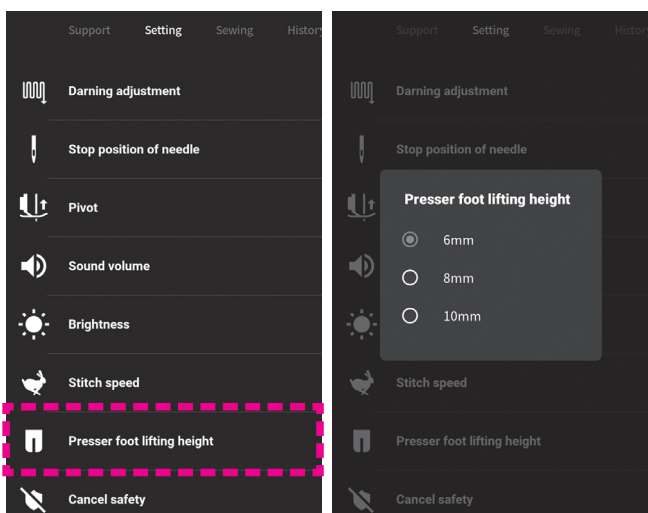 Support Setting Sewing History
Darning adjustment
Stop position of needle
Pivot
Sound volume
Brightness
Stitch speed
Presser foot lifting height
Cancel safety
Support Setting Sewing Histor
Darning adjustment
Stop position of needle
Presser foot lifting height
6mm
8mm
10mm
Stitch speed
Presser foot lifting height
Cancel safety